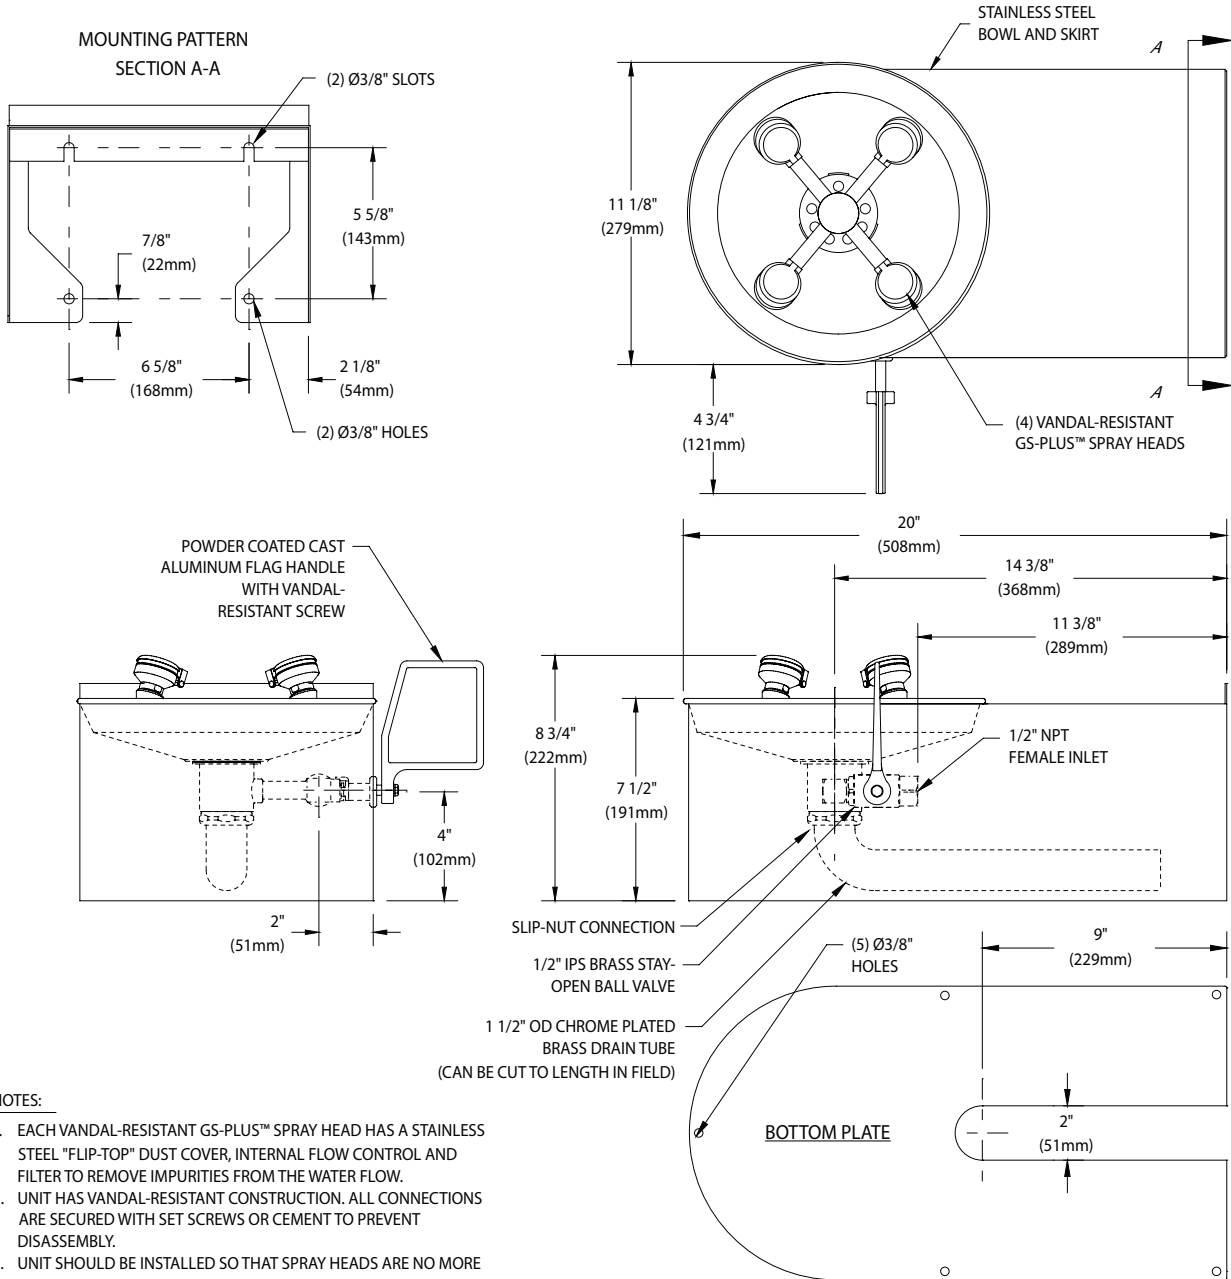 MOUNTING PATTERN
SECTION A-A
(2) Ø3/8" SLOTS
5 5/8"
(143mm)
7/8"
(22mm)
6 5/8"
(168mm)
2 1/8"
(54mm)
(2) Ø3/8" HOLES
STAINLESS STEEL
BOWL AND SKIRT
A
11 1/8"
(279mm)
4 3/4"
(121mm)
A
(4) VANDAL-RESISTANT
GS-PLUS™ SPRAY HEADS
POWDER COATED CAST
ALUMINUM FLAG HANDLE
WITH VANDAL-
RESISTANT SCREW
4"
(102mm)
2"
(51mm)
20"
(508mm)
14 3/8"
(368mm)
11 3/8"
(289mm)
8 3/4"
(222mm)
7 1/2"
(191mm)
1/2" NPT
FEMALE INLET
SLIP-NUT CONNECTION
1/2" IPS BRASS STAY-
OPEN BALL VALVE
1 1/2" OD CHROME PLATED
BRASS DRAIN TUBE
(CAN BE CUT TO LENGTH IN FIELD)
(5) Ø3/8"
HOLES
9"
(229mm)
BOTTOM PLATE
2"
(51mm)
NOTES:
. EACH VANDAL-RESISTANT GS-PLUS™ SPRAY HEAD HAS A STAINLESS
STEEL "FLIP-TOP" DUST COVER, INTERNAL FLOW CONTROL AND
FILTER TO REMOVE IMPURITIES FROM THE WATER FLOW.
. UNIT HAS VANDAL-RESISTANT CONSTRUCTION. ALL CONNECTIONS
ARE SECURED WITH SET SCREWS OR CEMENT TO PREVENT
DISASSEMBLY.
. UNIT SHOULD BE INSTALLED SO THAT SPRAY HEADS ARE NO MORE